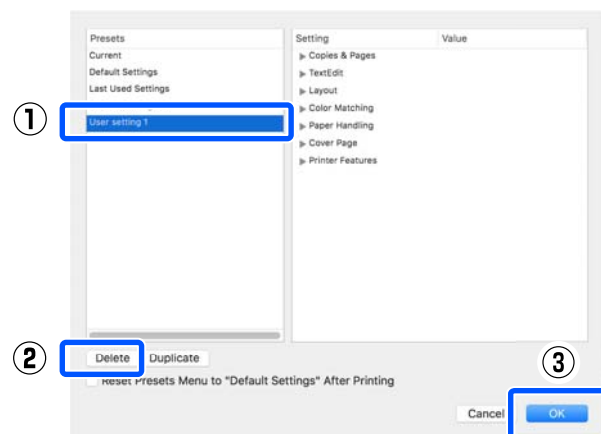 Presets
Setting
Value
Current
Copies & Pages
Default Settings
TextEdit
Last Used Settings
Layout
Color Matching
①
User setting 1
Paper Handling
Cover Page
Printer Features
②
Delete
Duplicate
③
Reset Presets Menu to "Default Settings" After Printing
Cancel
OK